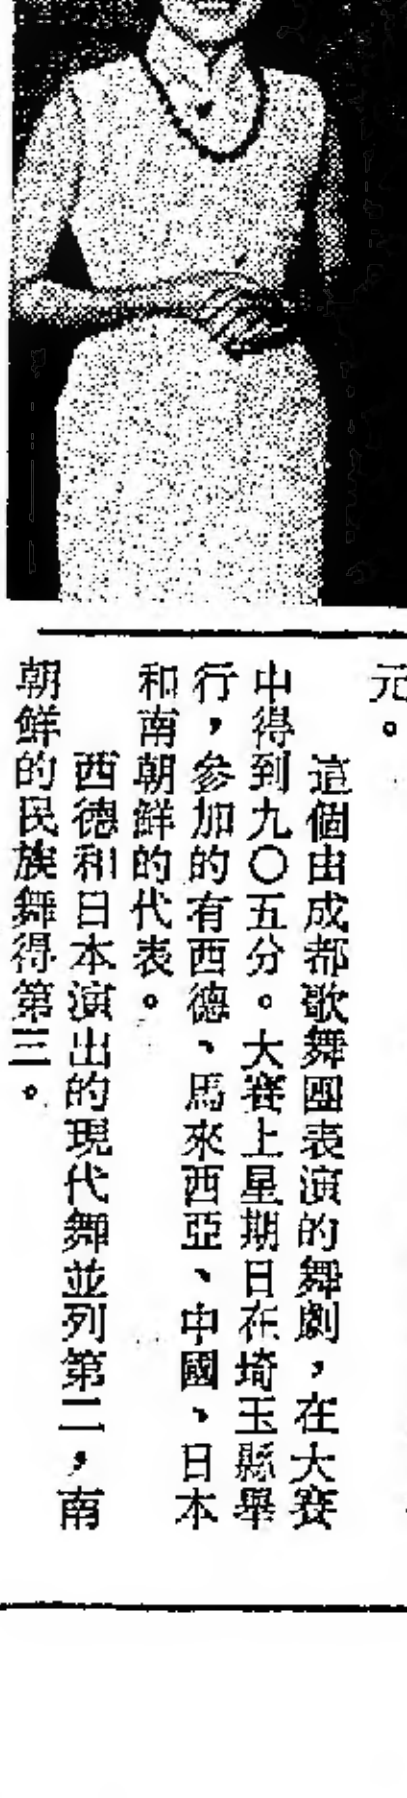 元。
這個由成都歌舞團表演的舞劇，在大賽
中得到九〇五分。大賽上星期日在埼玉縣舉
行，參加的有西德、馬來西亞、中國、日本
和南朝鮮的代表。
西德和日本演出的現代舞並列第二，南
朝鮮的民族舞得第三。